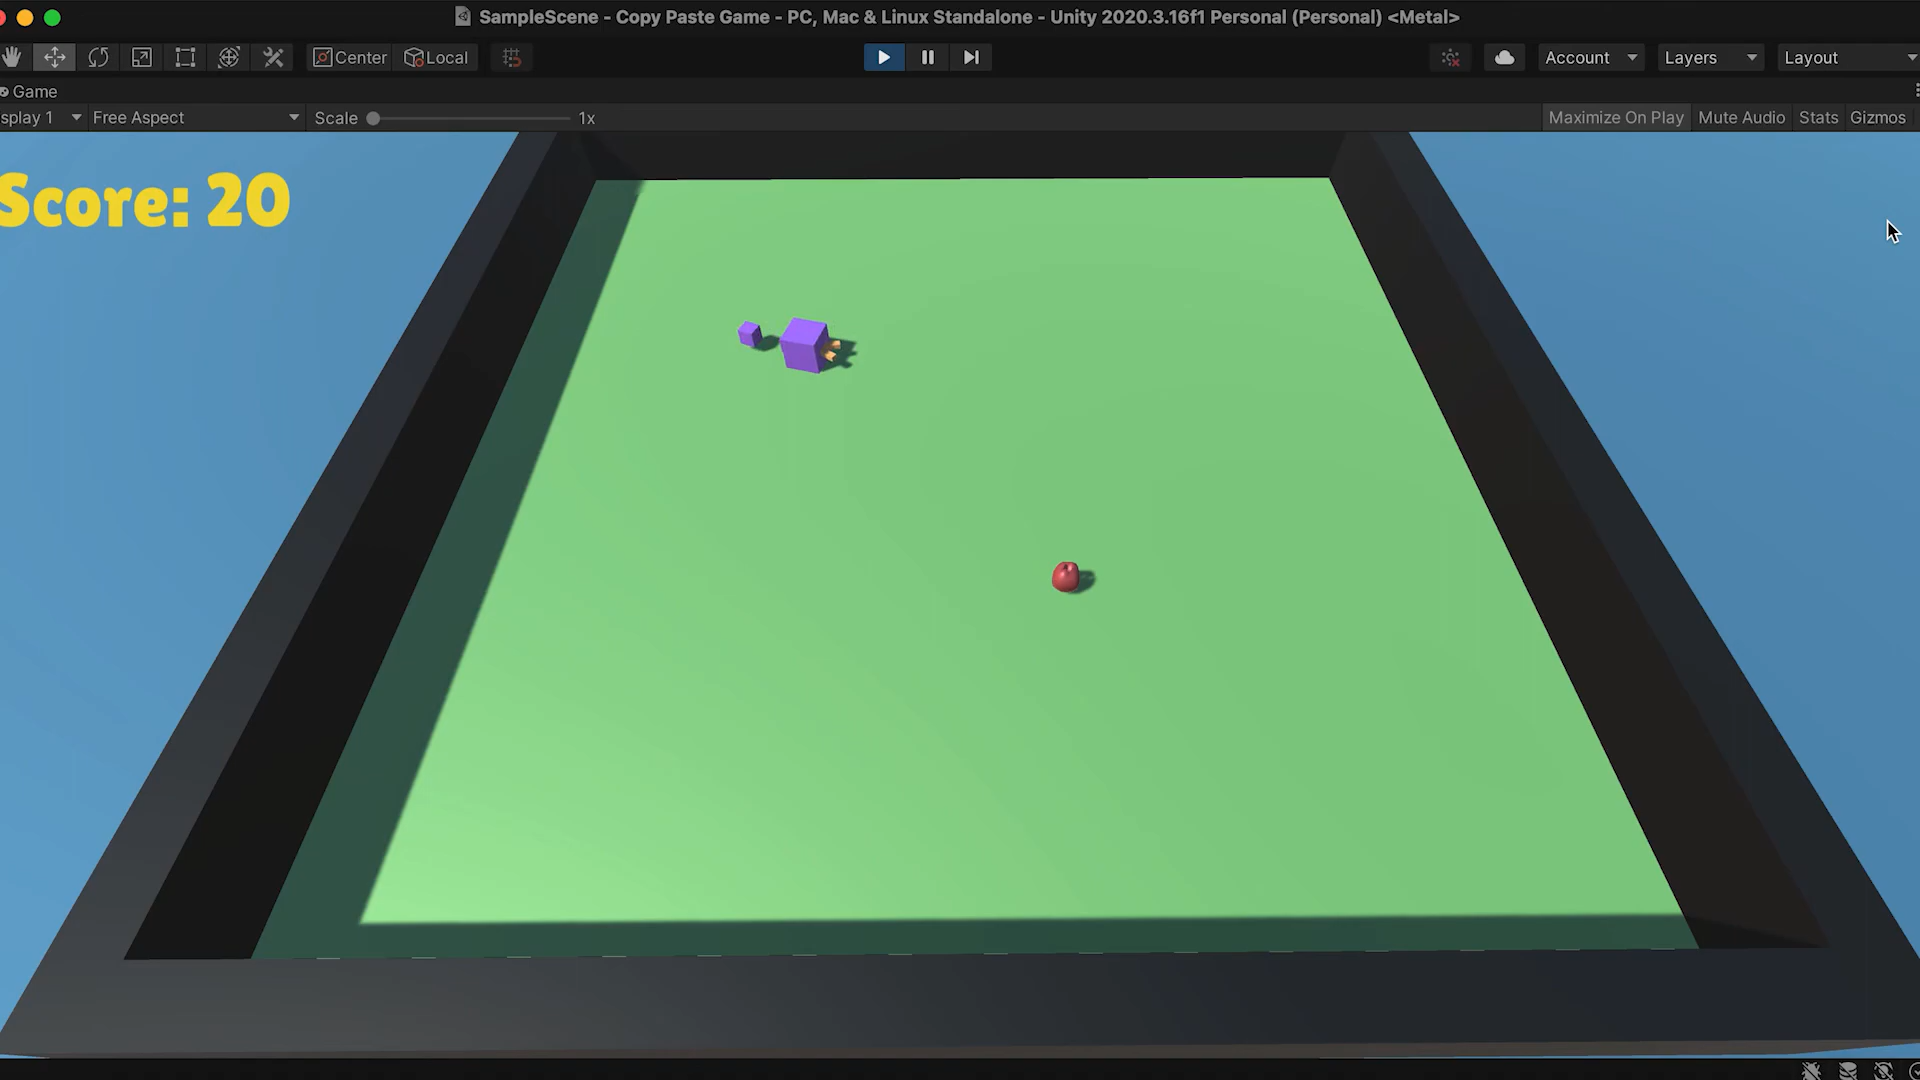 SampleScene - Copy Paste Game - PC, Mac & Linux Standalone - Unity 2020.3.16f1 Personal (Personal) <Metal>
Center Local Account Layers Layout
Game
splay 1 Free Aspect Scale 1x Maximize On Play Mute Audio Stats Gizmos
Score: 20